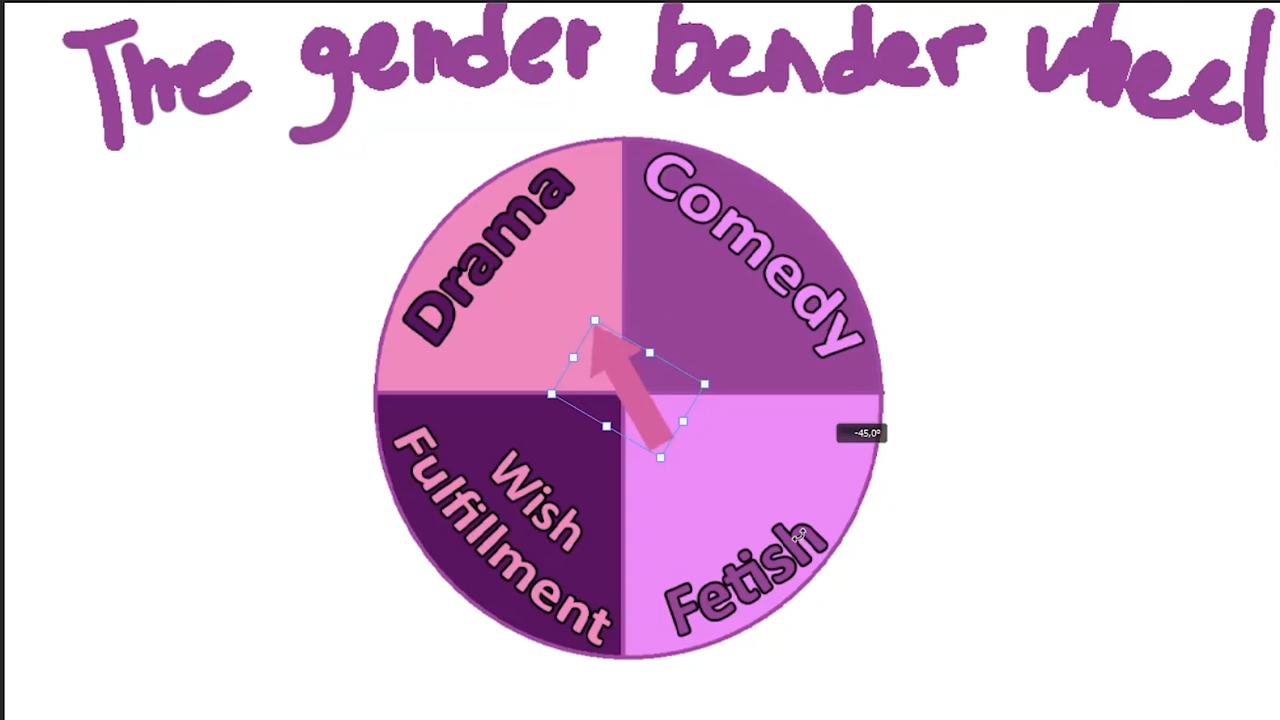 The gender bender wheel
Drama
Comedy
Wish
Fulfillment
Fetish
-45,0°